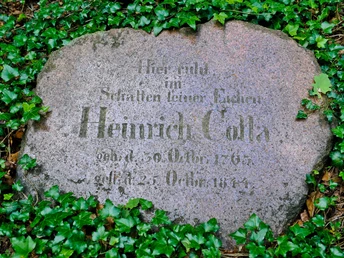 Hier ruht
im
Schatten seiner Eichen
Heinrich Cotta
geb. d. 30. Octbr. 1763.
gest. d. 25. Octbr. 1844.